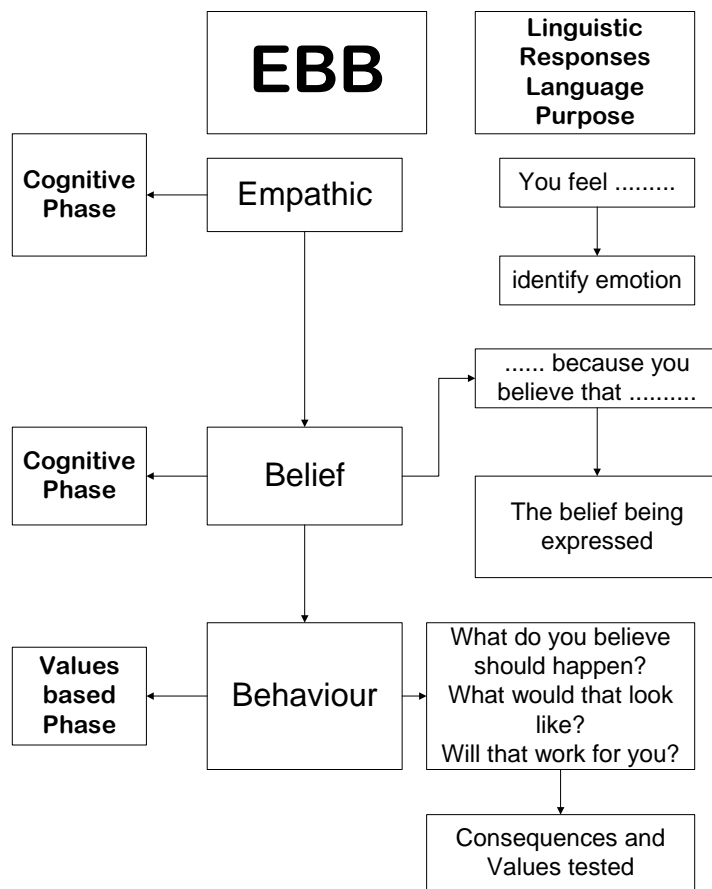 EBB
Linguistic
Responses
Language
Purpose
Cognitive
Phase
Empathic
You feel .........
identify emotion
...... because you
believe that ..........
Cognitive
Phase
Belief
The belief being
expressed
Values
based
Phase
Behaviour
What do you believe
should happen?
What would that look
like?
Will that work for you?
Consequences and
Values tested